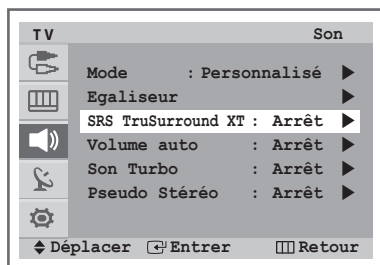 TV Son
Mode : Personnalisé
Egaliseur
SRS TruSurround XT : Arrêt
Volume auto : Arrêt
Son Turbo : Arrêt
Pseudo Stéréo : Arrêt
Déplacer Entrer Retour